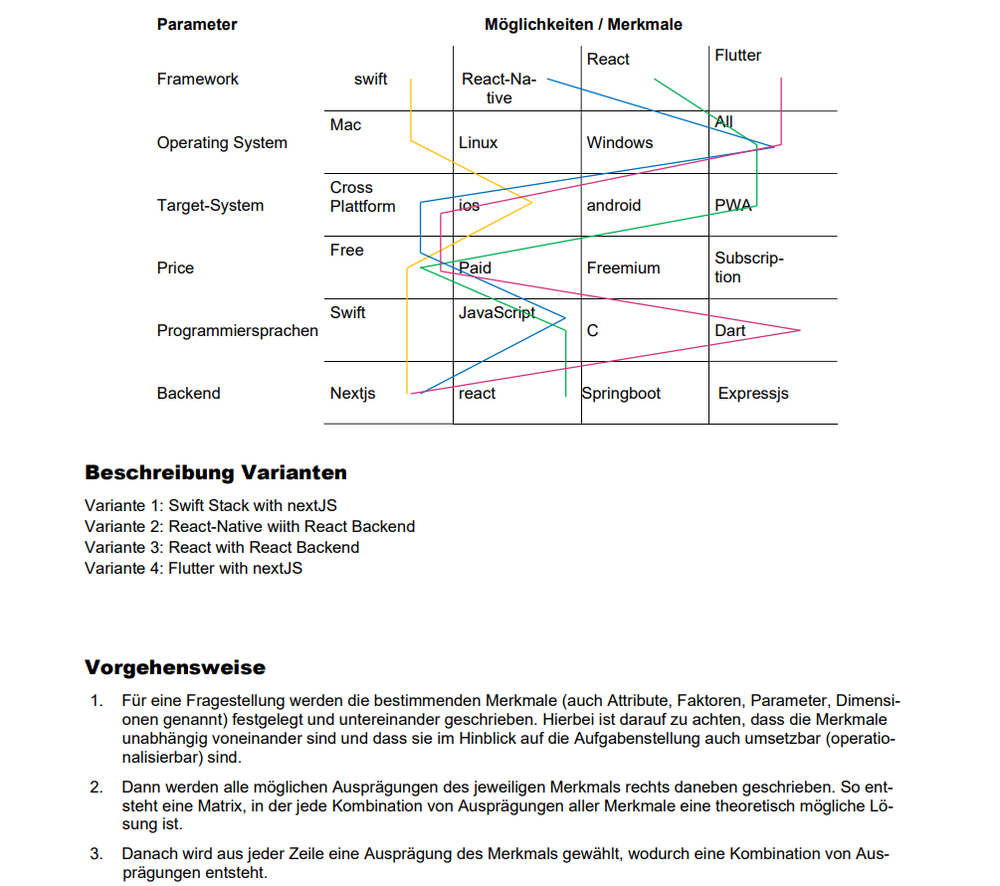 Parameter Möglichkeiten / Merkmale
Framework swift React-Na-
tive React Flutter
Operating System Mac Linux Windows All
Target-System Cross
Plattform ios android PWA
Price Free Paid Freemium Subscrip-
tion
Programmiersprachen Swift JavaScript C Dart
Backend Nextjs react Springboot Expressjs
Beschreibung Varianten
Variante 1: Swift Stack with nextJS
Variante 2: React-Native wiith React Backend
Variante 3: React with React Backend
Variante 4: Flutter with nextJS
Vorgehensweise
1. Für eine Fragestellung werden die bestimmenden Merkmale (auch Attribute, Faktoren, Parameter, Dimensi-
onen genannt) festgelegt und untereinander geschrieben. Hierbei ist darauf zu achten, dass die Merkmale
unabhängig voneinander sind und dass sie im Hinblick auf die Aufgabenstellung auch umsetzbar (operatio-
nalisierbar) sind.
2. Dann werden alle möglichen Ausprägungen des jeweiligen Merkmals rechts daneben geschrieben. So ent-
steht eine Matrix, in der jede Kombination von Ausprägungen aller Merkmale eine theoretisch mögliche Lö-
sung ist.
3. Danach wird aus jeder Zeile eine Ausprägung des Merkmals gewählt, wodurch eine Kombination von Aus-
prägungen entsteht.